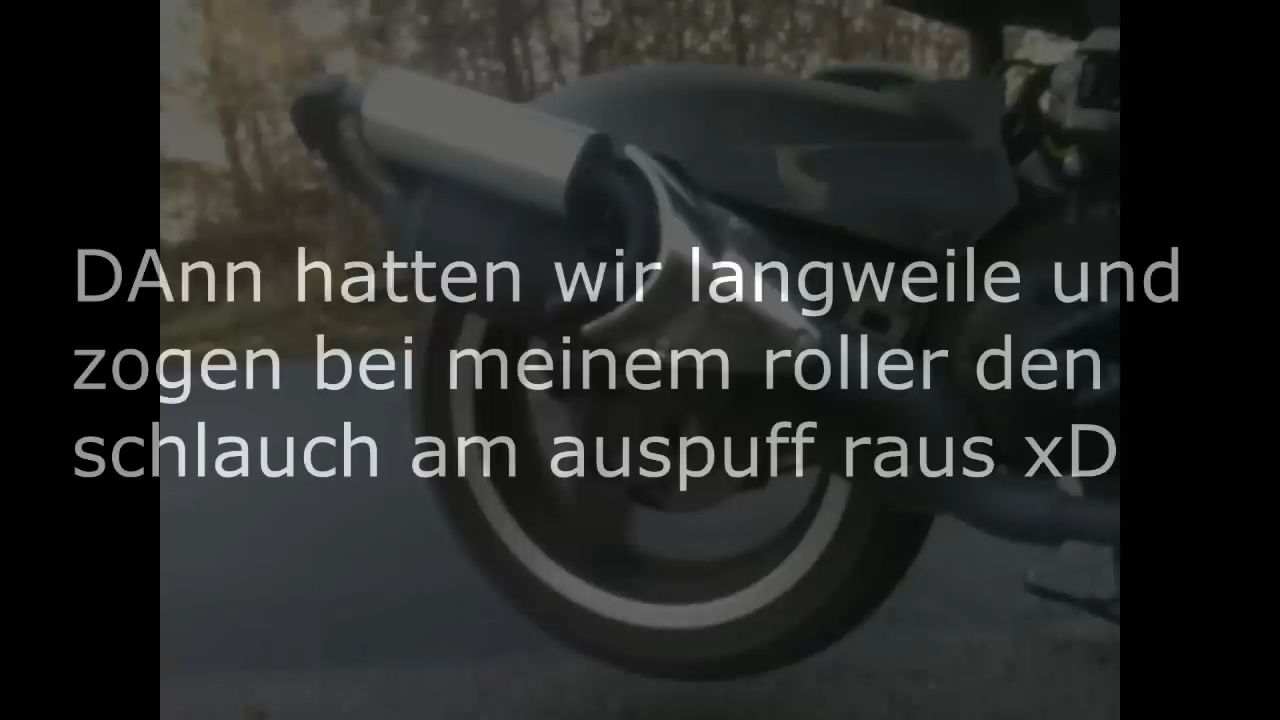 DAnn hatten wir langweile und
zogen bei meinem roller den
schlauch am auspuff raus xD